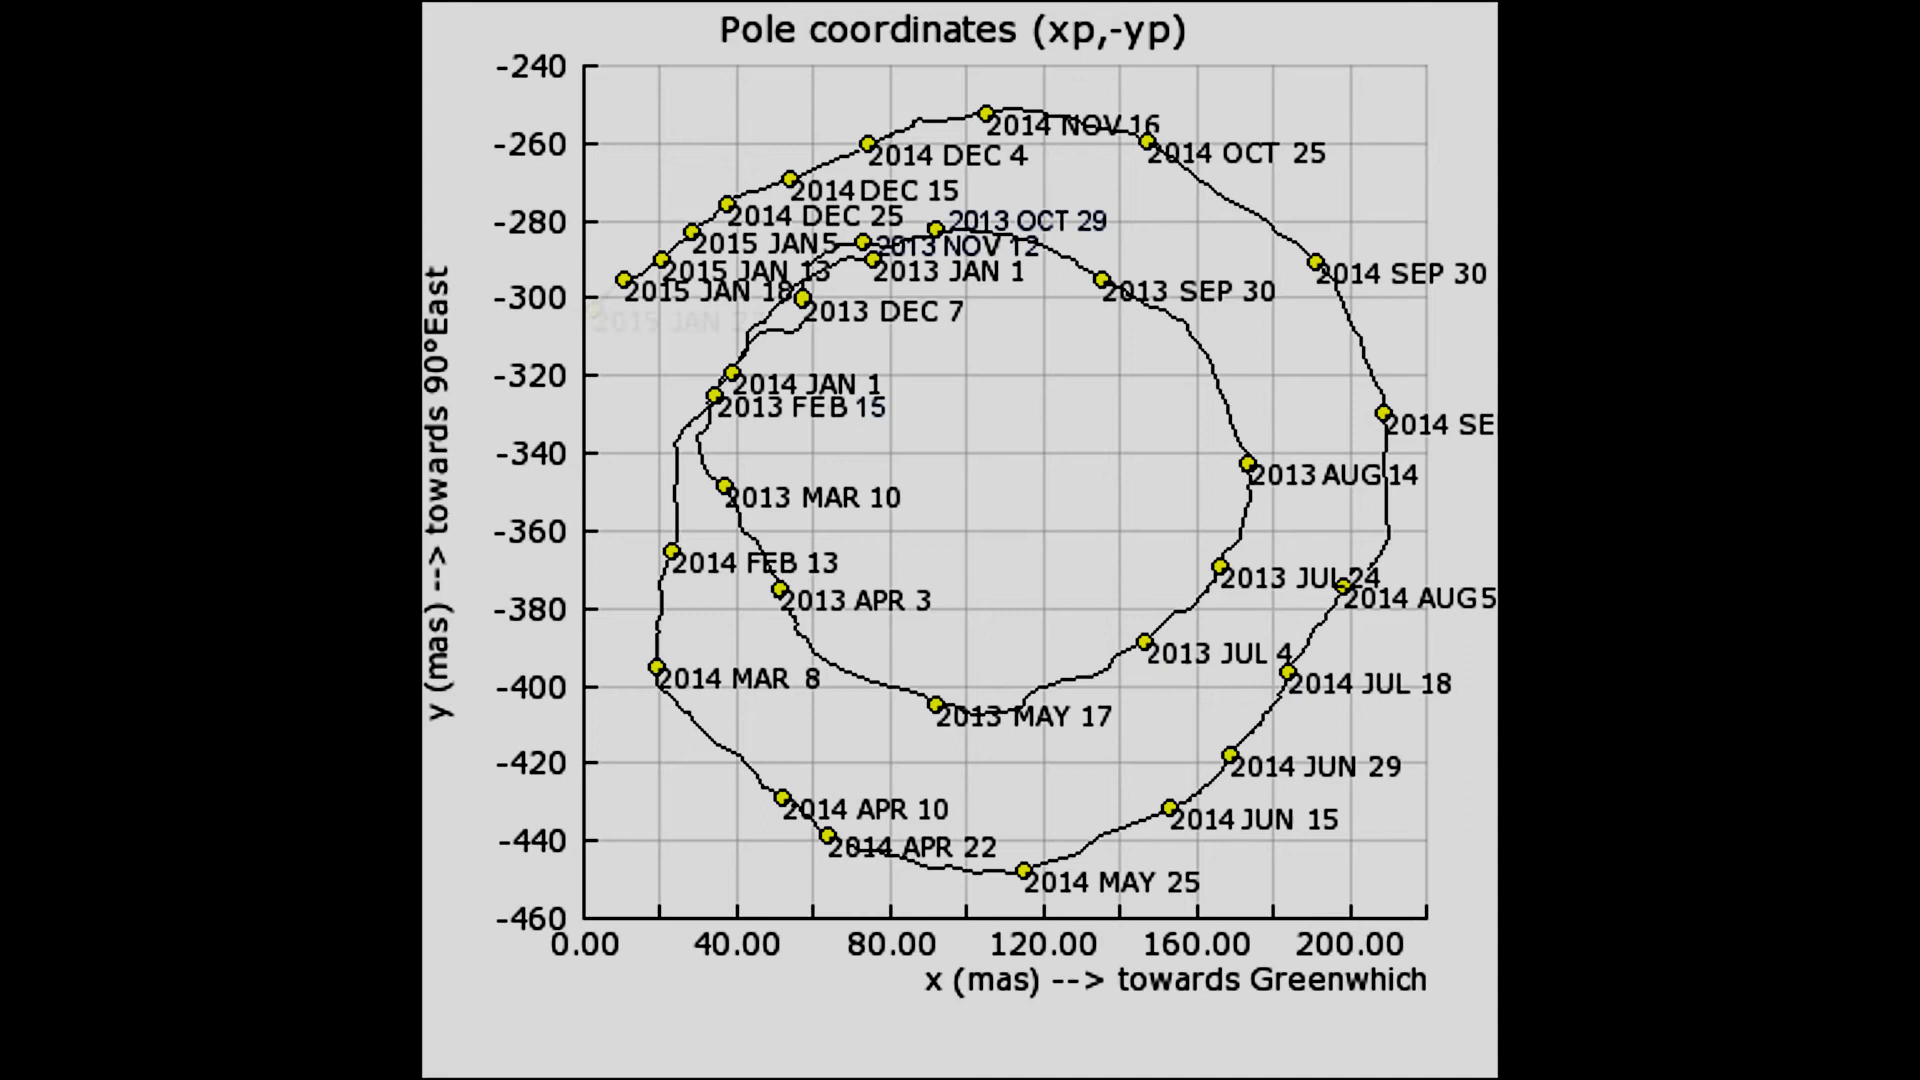 Pole coordinates (xp,-yp)
-240
-260
-280
-300
-320
-340
-360
-380
-400
-420
-440
-460
y (mas) --> towards 90°East
2014 NOV 16
2014 OCT 25
2014 DEC 4
2014 DEC 15
2014 DEC 25
2013 OCT 29
2015 JAN 5
2013 NOV 12
2015 JAN 13
2013 JAN 1
2014 SEP 30
2015 JAN 18
2013 SEP 30
2013 DEC 7
2014 JAN 1
2013 FEB 15
2014 SE
2013 AUG 14
2013 MAR 10
2014 FEB 13
2013 JUL 24
2013 APR 3
2014 AUG 5
2013 JUL 4
2014 MAR 8
2014 JUL 18
2013 MAY 17
2014 JUN 29
2014 APR 10
2014 JUN 15
2014 APR 22
2014 MAY 25
0.00 40.00 80.00 120.00 160.00 200.00
x (mas) --> towards Greenwhich